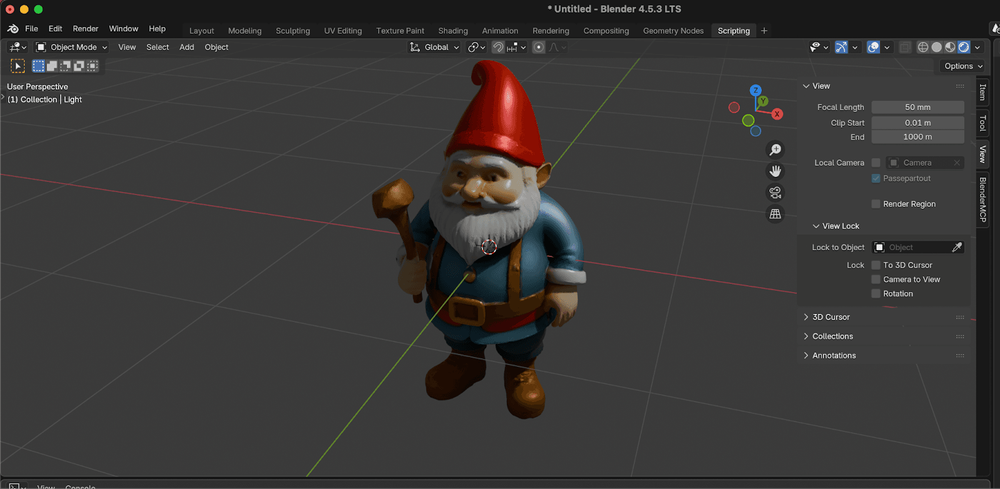 * Untitled - Blender 4.5.3 LTS
File Edit Render Window Help Layout Modeling Sculpting UV Editing Texture Paint Shading Animation Rendering Compositing Geometry Nodes Scripting +
Object Mode View Select Add Object Global
Options
User Perspective
(1) Collection | Light
Z
Y
X
View
Focal Length 50 mm
Clip Start 0.01 m
End 1000 m
Local Camera Camera
Passepartout
Render Region
View Lock
Lock to Object Object
Lock To 3D Cursor
Camera to View
Rotation
3D Cursor
Collections
Annotations
Item
Tool
View
BlenderMCP
View Console